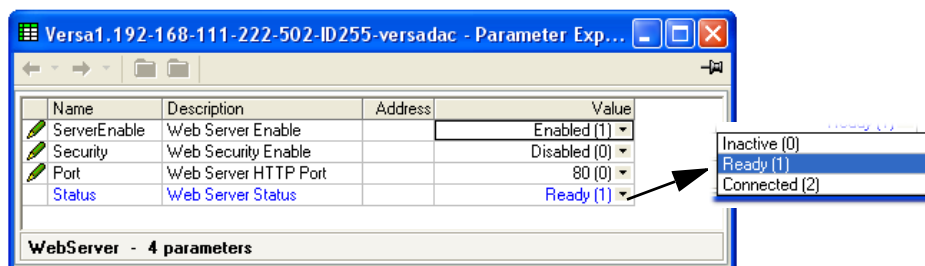 Versa1.192-168-111-222-502-ID255-versadac - Parameter Exp...
Name Description Address Value
ServerEnable Web Server Enable Enabled (1)
Security Web Security Enable Disabled (0)
Port Web Server HTTP Port 80 (0)
Status Web Server Status Ready (1)
WebServer - 4 parameters
Inactive (0)
Ready (1)
Connected (2)